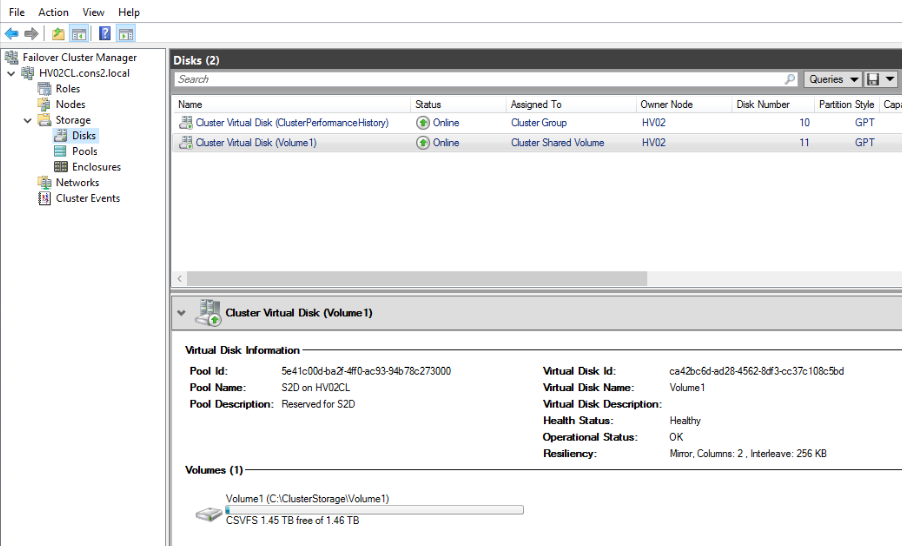 File Action View Help
Failover Cluster Manager
HV02CL.cons2.local
Roles
Nodes
Storage
Disks
Pools
Enclosures
Networks
Cluster Events
Disks (2)
Search
Queries
Name Status Assigned To Owner Node Disk Number Partition Style Capa
Cluster Virtual Disk (ClusterPerformanceHistory) Online Cluster Group HV02 10 GPT
Cluster Virtual Disk (Volume1) Online Cluster Shared Volume HV02 11 GPT
Cluster Virtual Disk (Volume1)
Virtual Disk Information
Pool Id: 5e41c00d-ba2f-4ff0-ac93-94b78c273000
Pool Name: S2D on HV02CL
Pool Description: Reserved for S2D
Virtual Disk Id: ca42bc6d-ad28-4562-8df3-cc37c108c5bd
Virtual Disk Name: Volume1
Virtual Disk Description:
Health Status: Healthy
Operational Status: OK
Resiliency: Mirror, Columns: 2 , Interleave: 256 KB
Volumes (1)
Volume1 (C:\ClusterStorage\Volume1)
CSVFS 1.45 TB free of 1.46 TB